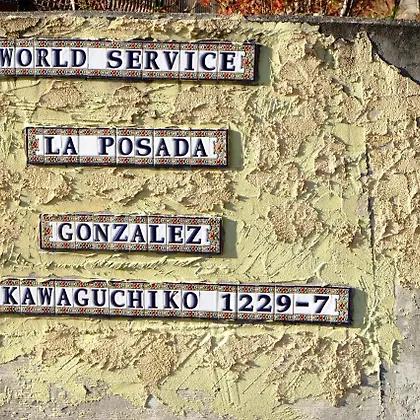 WORLD SERVICE
LA POSADA
GONZALEZ
KAWAGUCHIKO 1229-7